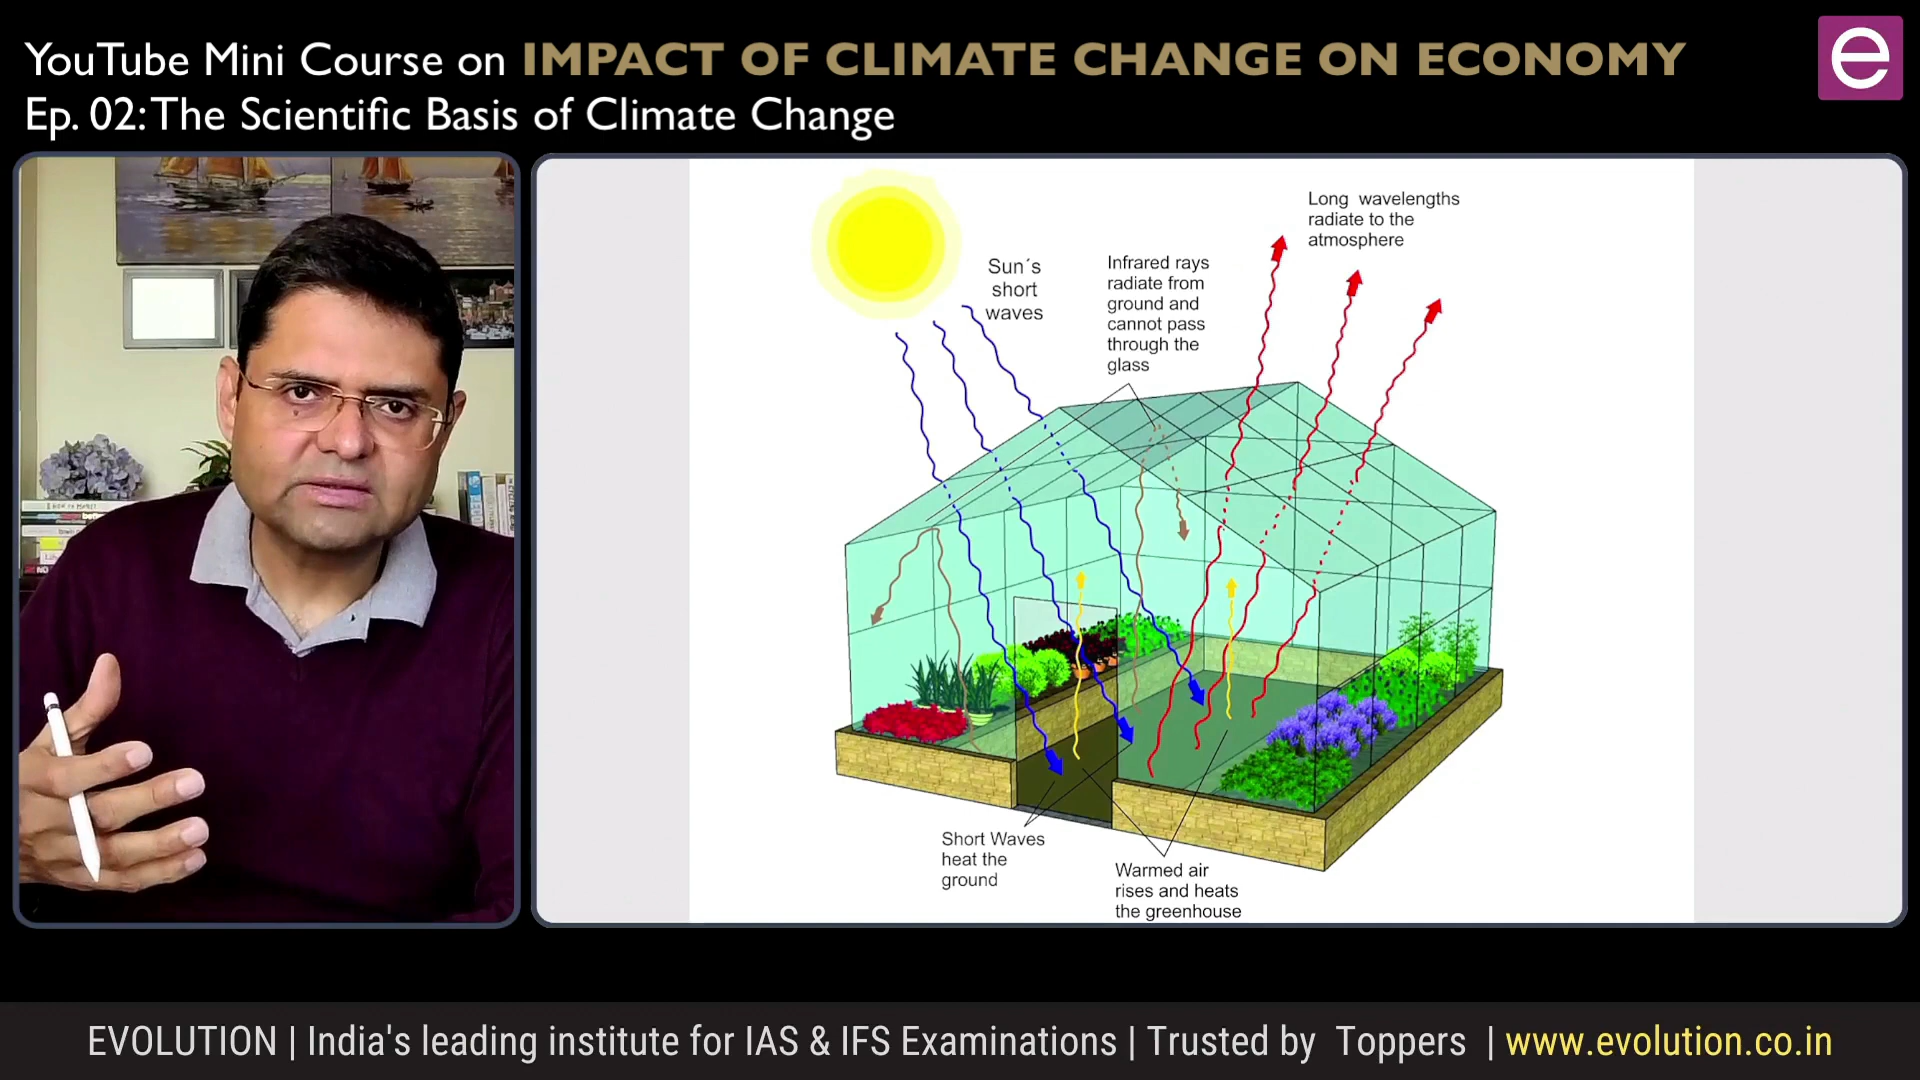 YouTube Mini Course on IMPACT OF CLIMATE CHANGE ON ECONOMY
e
Ep. 02: The Scientific Basis of Climate Change
Sun´s
short
waves
Infrared rays
radiate from
ground and
cannot pass
through the
glass
Long wavelengths
radiate to the
atmosphere
Short Waves
heat the
ground
Warmed air
rises and heats
the greenhouse
EVOLUTION | India's leading institute for IAS & IFS Examinations | Trusted by Toppers | www.evolution.co.in